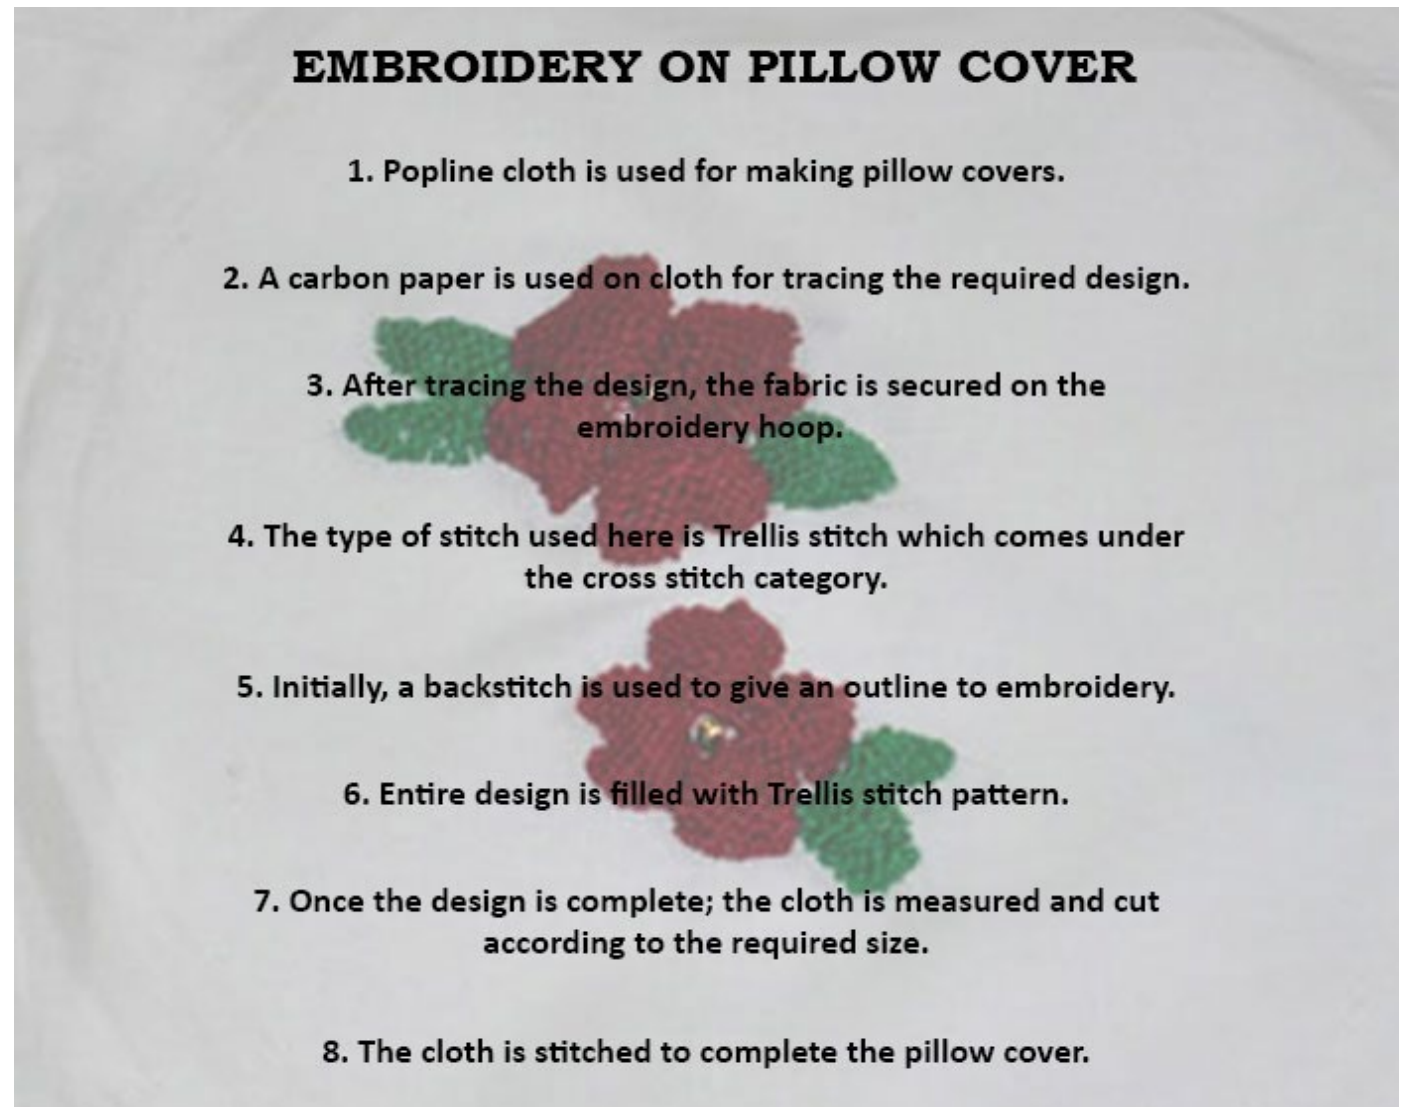 EMBROIDERY ON PILLOW COVER
1. Popline cloth is used for making pillow covers.
2. A carbon paper is used on cloth for tracing the required design.
3. After tracing the design, the fabric is secured on the
embroidery hoop.
4. The type of stitch used here is Trellis stitch which comes under
the cross stitch category.
5. Initially, a backstitch is used to give an outline to embroidery.
6. Entire design is filled with Trellis stitch pattern.
7. Once the design is complete; the cloth is measured and cut
according to the required size.
8. The cloth is stitched to complete the pillow cover.